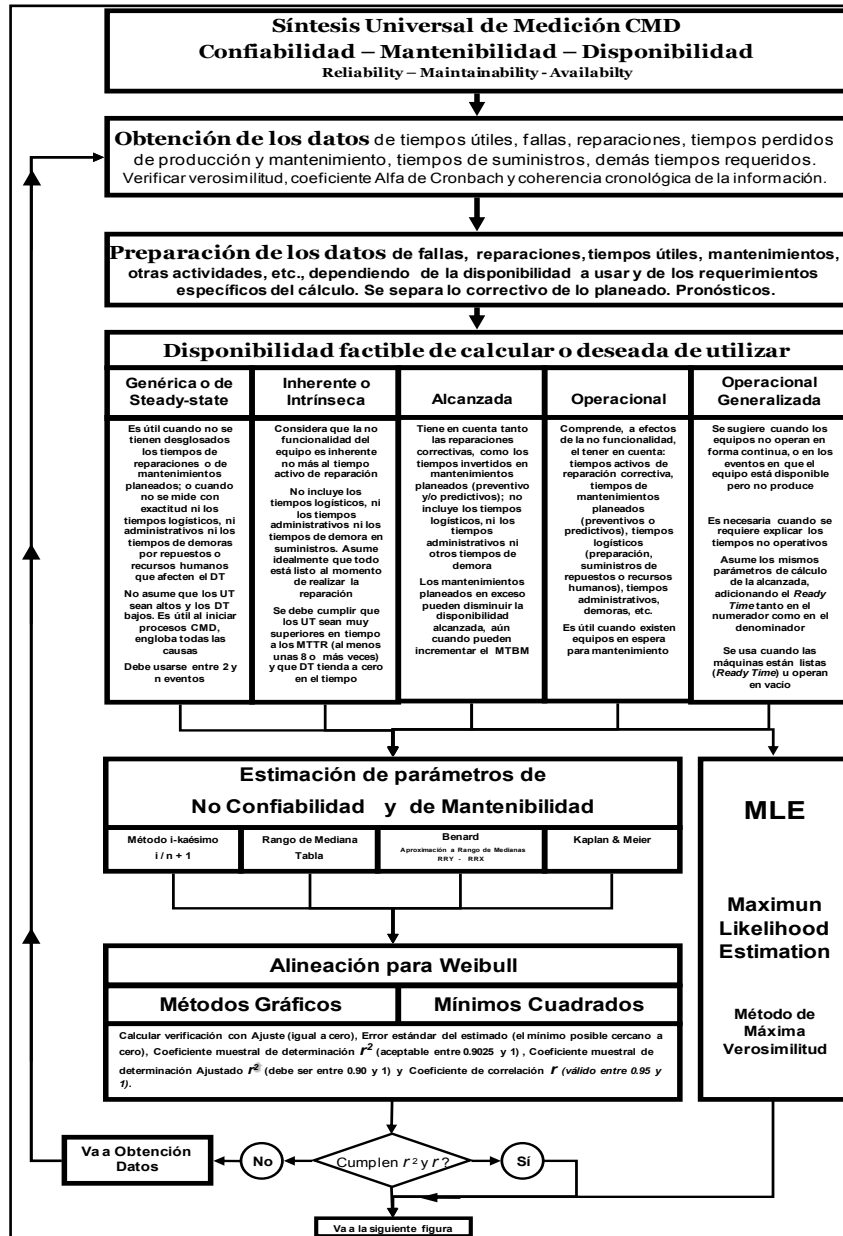 Síntesis Universal de Medición CMD
Confiabilidad – Mantenibilidad – Disponibilidad
Reliability – Maintainability - Availabilty
Obtención de los datos de tiempos útiles, fallas, reparaciones, tiempos perdidos
de producción y mantenimiento, tiempos de suministros, demás tiempos requeridos.
Verificar verosimilitud, coeficiente Alfa de Cronbach y coherencia cronológica de la información.
Preparación de los datos de fallas, reparaciones, tiempos útiles, mantenimientos,
otras actividades, etc., dependiendo de la disponibilidad a usar y de los requerimientos
específicos del cálculo. Se separa lo correctivo de lo planeado. Pronósticos.
Disponibilidad factible de calcular o deseada de utilizar
Genérica o de
Steady-state
Es útil cuando no se
tienen desglosados
los tiempos de
reparaciones o de
mantenimientos
planeados; o cuando
no se mide con
exactitud ni los
tiempos logísticos, ni
administrativos ni los
tiempos de demoras
por repuestos o
recursos humanos
que afecten el DT
No asume que los UT
sean altos y los DT
bajos. Es útil al iniciar
procesos CMD,
engloba todas las
causas
Debe usarse entre 2 y
n eventos
Inherente o
Intrínseca
Considera que la no
funcionalidad del
equipo es inherente
no más al tiempo
activo de reparación
No incluye los
tiempos logísticos, ni
los tiempos
administrativos ni los
tiempos de demora en
suministros. Asume
idealmente que todo
está listo al momento
de realizar la
reparación
Se debe cumplir que
los UT sean muy
superiores en tiempo
a los MTTR (al menos
unas 8 o más veces)
y que DT tienda a cero
en el tiempo
Alcanzada
Tiene en cuenta tanto
las reparaciones
correctivas, como los
tiempos invertidos en
mantenimientos
planeados (preventivo
y/o predictivos); no
incluye los tiempos
logísticos, ni los
tiempos
administrativos ni
otros tiempos de
demora
Los mantenimientos
planeados en exceso
pueden disminuir la
disponibilidad
alcanzada, aún
cuando pueden
incrementar el MTBM
Operacional
Comprende, a efectos
de la no funcionalidad,
el tener en cuenta:
tiempos activos de
reparación correctiva,
tiempos de
mantenimientos
planeados
(preventivos o
predictivos), tiempos
logísticos
(preparación,
suministros de
repuestos o recursos
humanos), tiempos
administrativos,
demoras, etc.
Es útil cuando existen
equipos en espera
para mantenimiento
Operacional
Generalizada
Se sugiere cuando los
equipos no operan en
forma continua, o en los
eventos en que el
equipo está disponible
pero no produce
Es necesaria cuando se
requiere explicar los
tiempos no operativos
Asume los mismos
parámetros de cálculo
de la alcanzada,
adicionando el Ready
Time tanto en el
numerador como en el
denominador
Se usa cuando las
máquinas están listas
(Ready Time) u operan
en vacío
Estimación de parámetros de
No Confiabilidad y de Mantenibilidad
Método i-kaésimo
i / n + 1
Rango de Mediana
Tabla
Benard
Aproximación a Rango de Medianas
RRY - RRX
Kaplan & Meier
MLE
Maximun
Likelihood
Estimation
Método de
Máxima
Verosimilitud
Alineación para Weibull
Métodos Gráficos
Mínimos Cuadrados
Calcular verificación con Ajuste (igual a cero), Error estándar del estimado (el mínimo posible cercano a
cero), Coeficiente muestral de determinación r² (aceptable entre 0.9025 y 1) , Coeficiente muestral de
determinación Ajustado r² (debe ser entre 0.90 y 1) y Coeficiente de correlación r (válido entre 0.95 y
1).
Va a Obtención
Datos
No
Cumplen r ² y r ?
Sí
Va a la siguiente figura